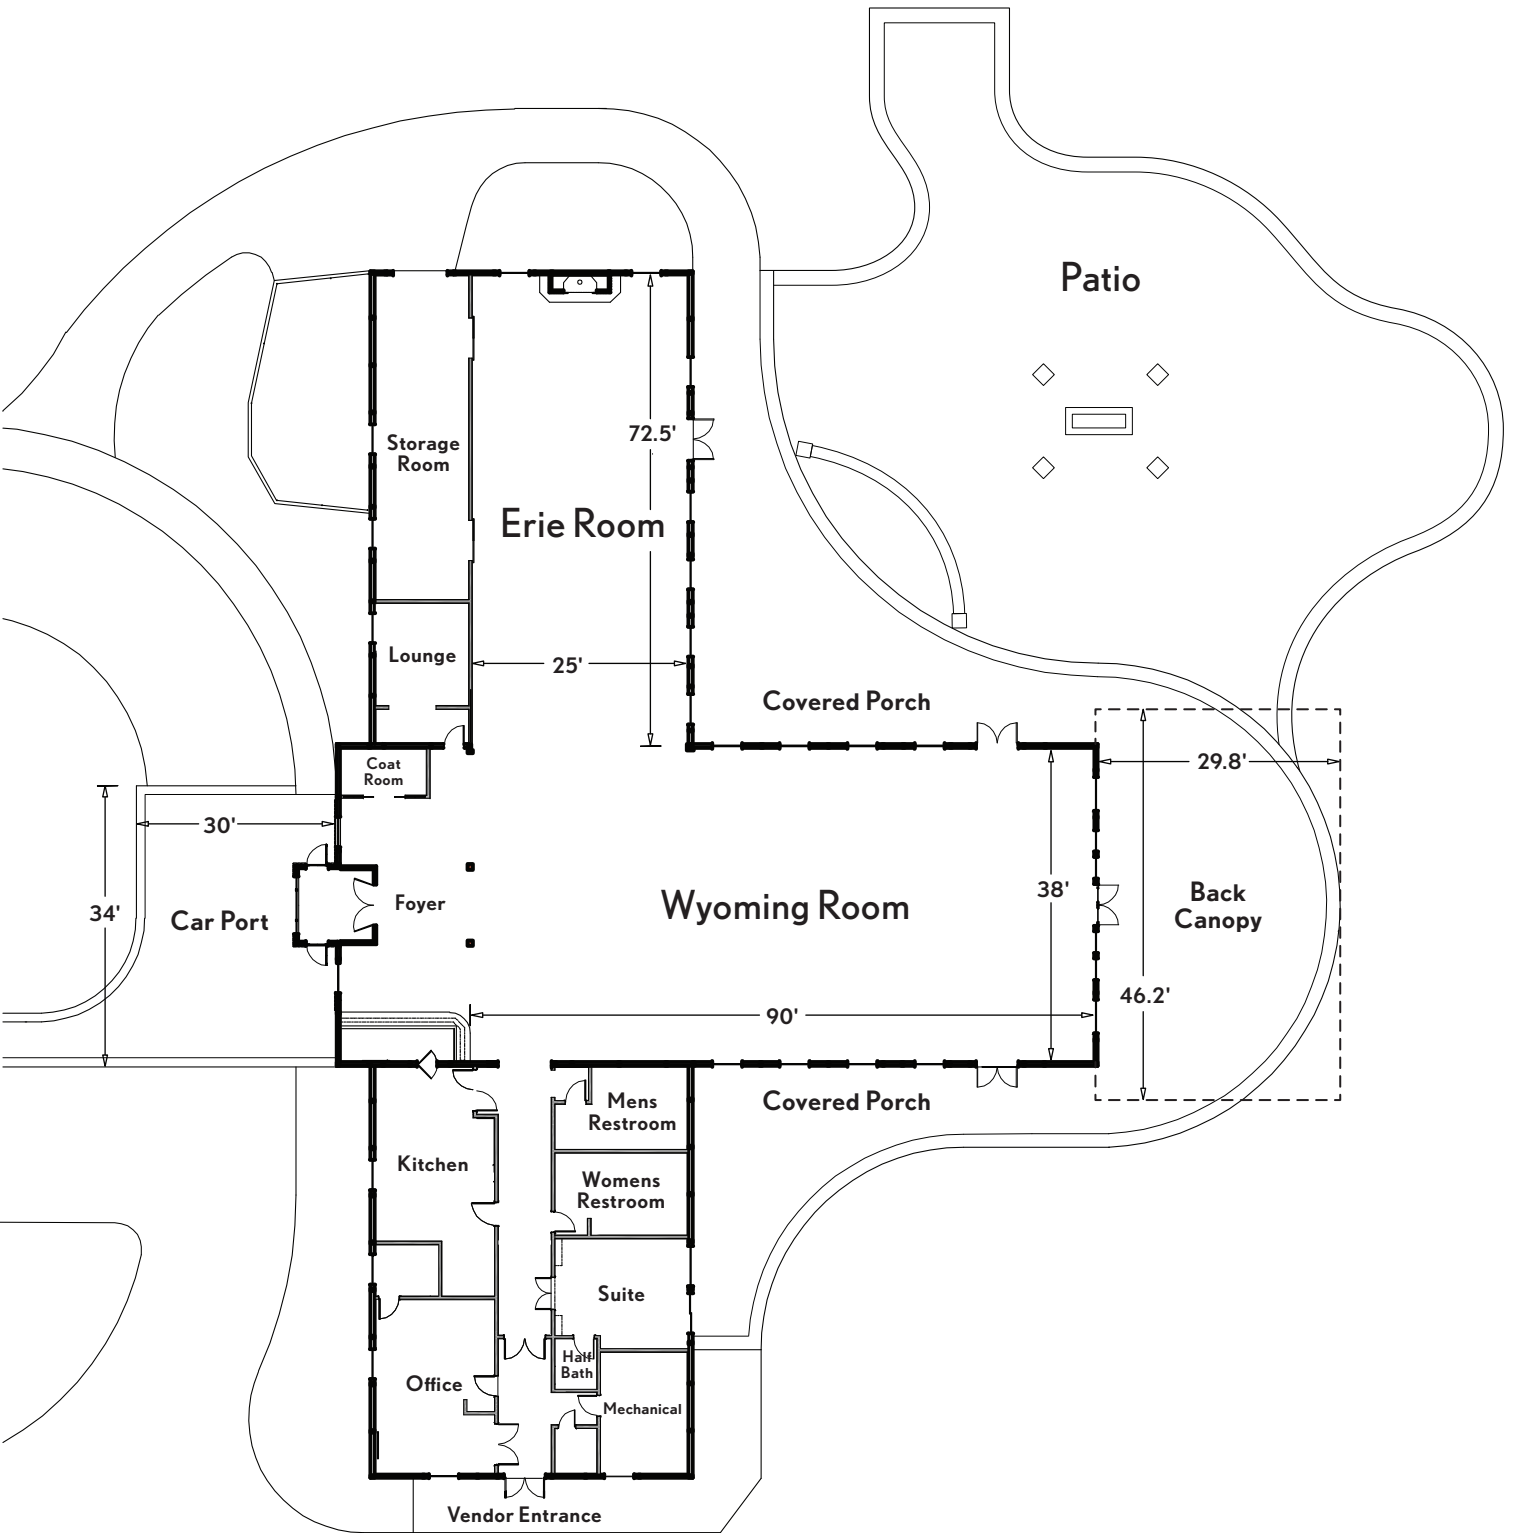 Patio
Storage
Room
72.5'
Erie Room
Lounge
25'
Covered Porch
Coat
Room
29.8'
30'
38'
Back
Canopy
34'
Car Port
Foyer
Wyoming Room
46.2'
90'
Covered Porch
Mens
Restroom
Kitchen
Womens
Restroom
Suite
Half
Bath
Office
Mechanical
Vendor Entrance